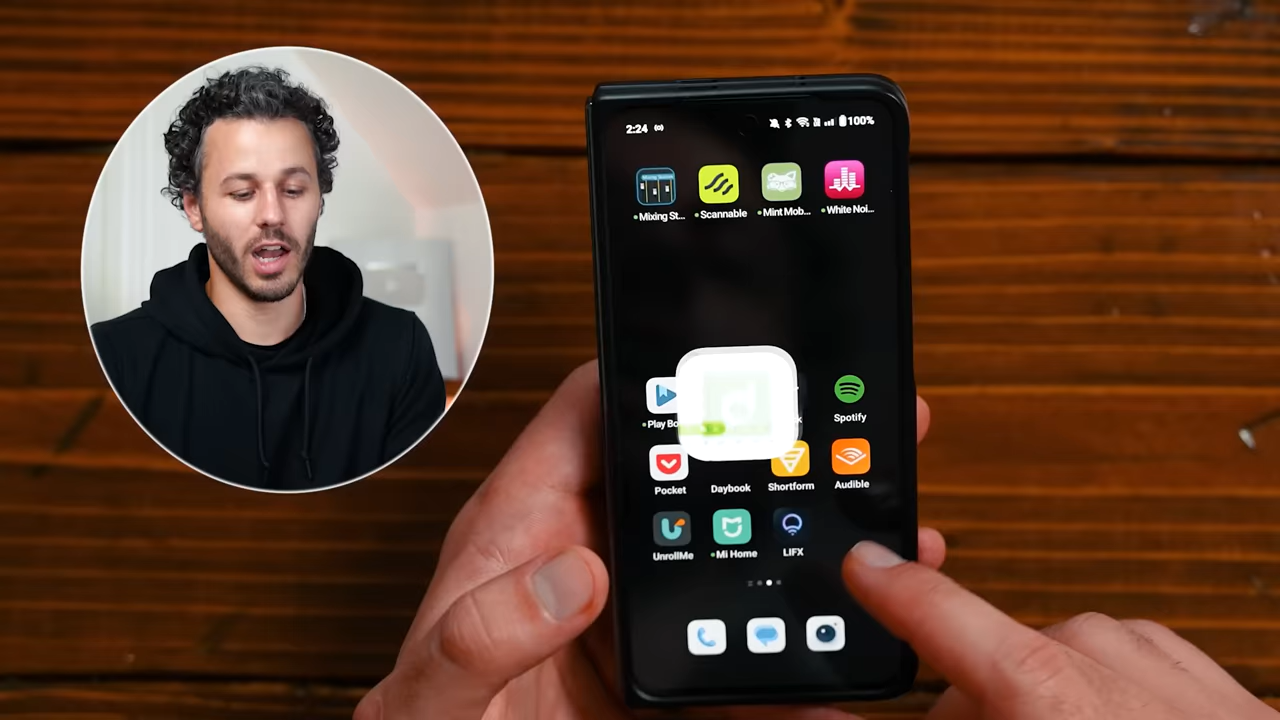 2:24 100%
Mixing St... Scannable Mint Mob... White Noi...
Play Bo Spotify
Pocket Daybook Shortform Audible
UnrollMe Mi Home LIFX